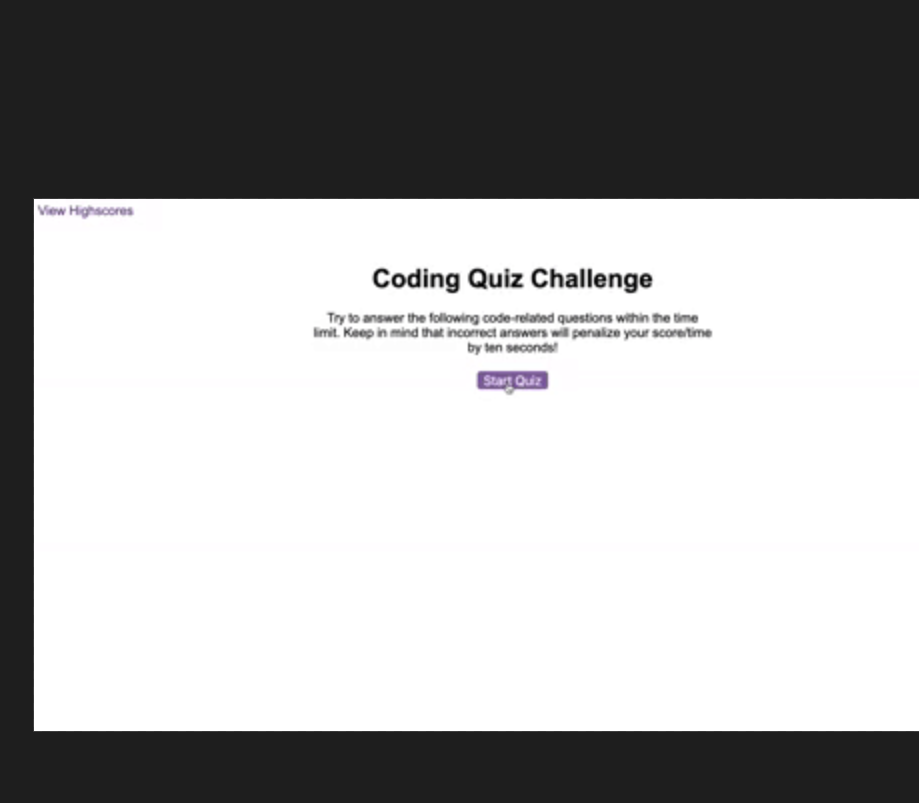 View Highscores
Coding Quiz Challenge
Try to answer the following code-related questions within the time
limit. Keep in mind that incorrect answers will penalize your score/time
by ten seconds!
Start Quiz